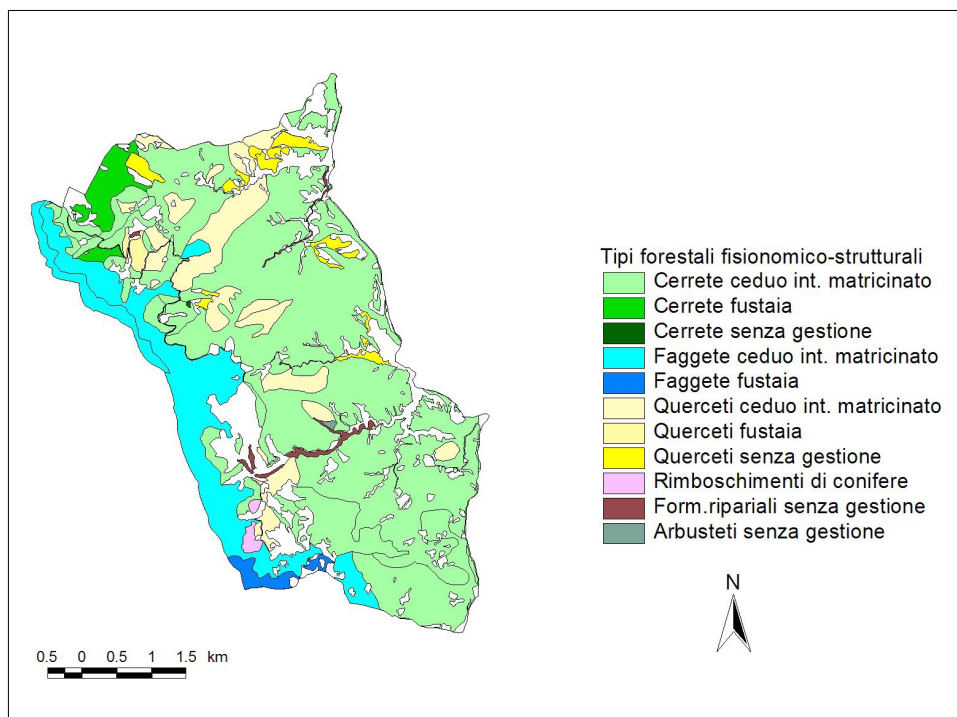 Tipi forestali fisionomico-strutturali
Cerrete ceduo int. matricinato
Cerrete fustaia
Cerrete senza gestione
Faggete ceduo int. matricinato
Faggete fustaia
Querceti ceduo int. matricinato
Querceti fustaia
Querceti senza gestione
Rimboschimenti di conifere
Form.ripariali senza gestione
Arbusteti senza gestione
N
0.5 0 0.5 1 1.5 km